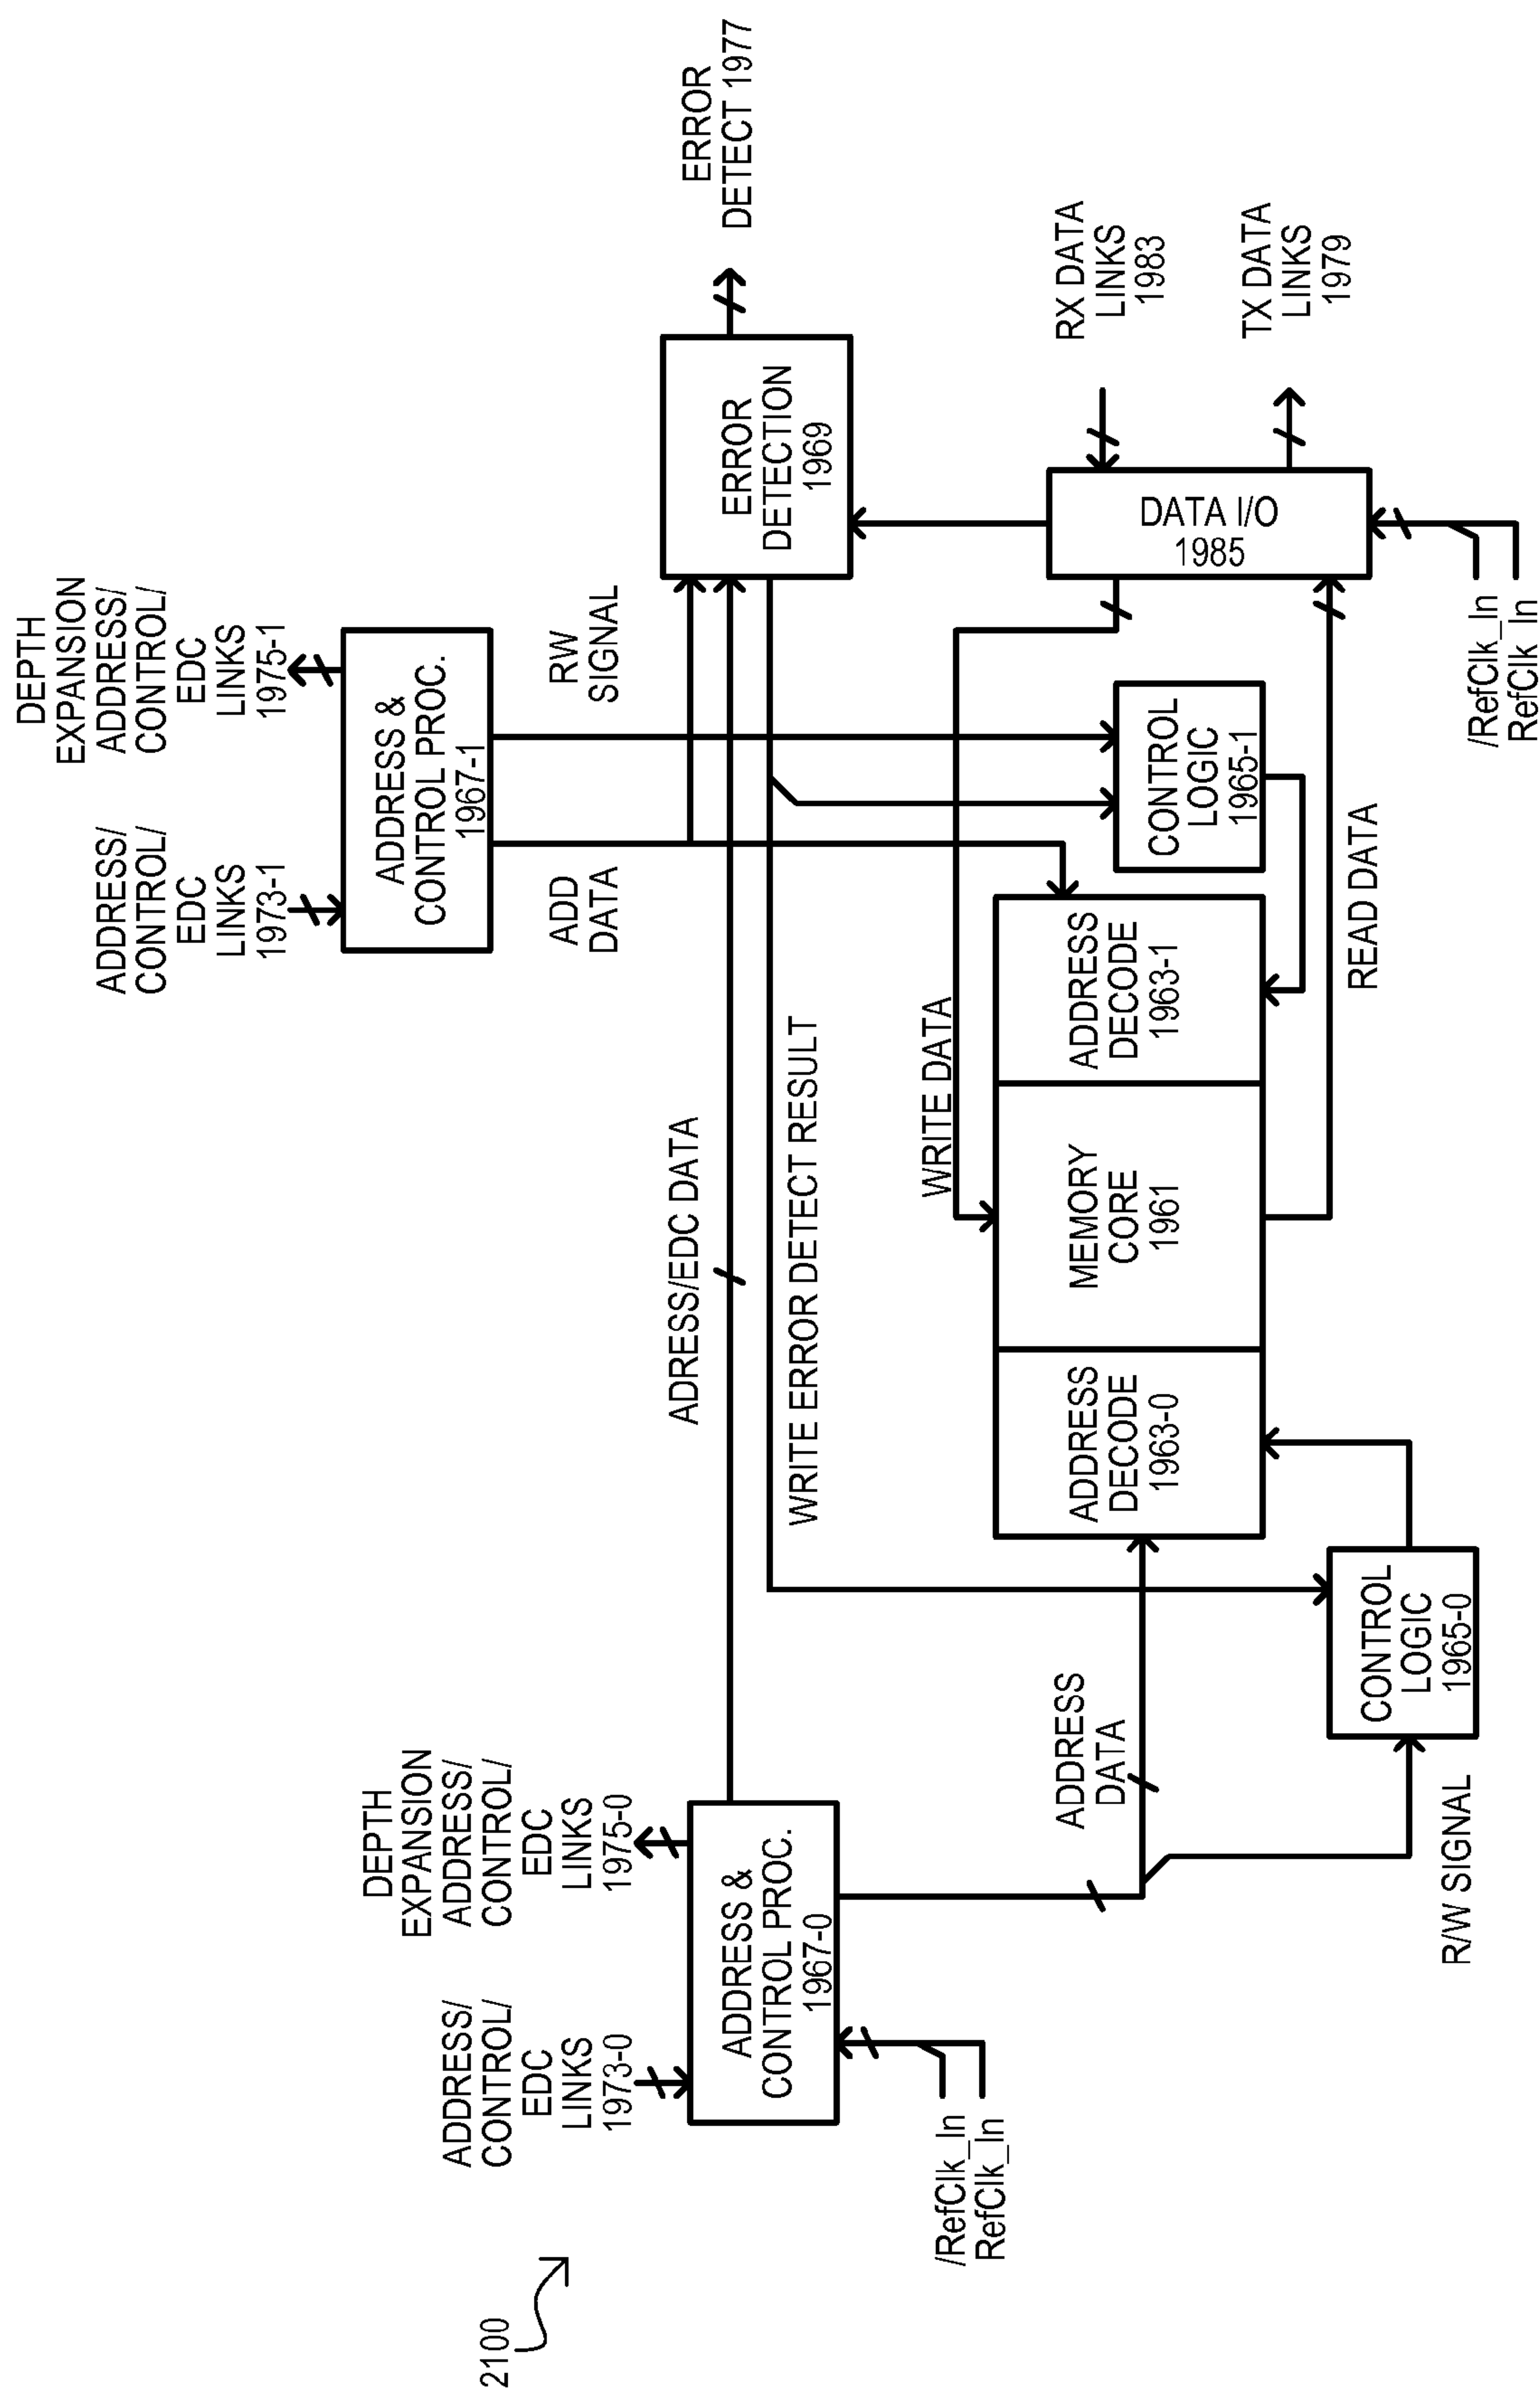 2100
ADDRESS/
CONTROL/
EDC
LINKS
1973-0
DEPTH
EXPANSION
ADDRESS/
CONTROL/
EDC
LINKS
1975-0
ADDRESS &
CONTROL PROC.
1967-0
/RefClk_In
RefClk_In
ADDRESS/
CONTROL/
EDC
LINKS
1973-1
DEPTH
EXPANSION
ADDRESS/
CONTROL/
EDC
LINKS
1975-1
ADDRESS &
CONTROL PROC.
1967-1
ADD
DATA
RW
SIGNAL
ADRESS/EDC DATA
WRITE ERROR DETECT RESULT
ERROR
DETECTION
1969
ERROR
DETECT 1977
ADDRESS
DATA
R/W SIGNAL
CONTROL
LOGIC
1965-0
ADDRESS
DECODE
1963-0
MEMORY
CORE
1961
ADDRESS
DECODE
1963-1
WRITE DATA
READ DATA
CONTROL
LOGIC
1965-1
DATA I/O
1985
RX DATA
LINKS
1983
TX DATA
LINKS
1979
/RefClk_In
RefClk_In